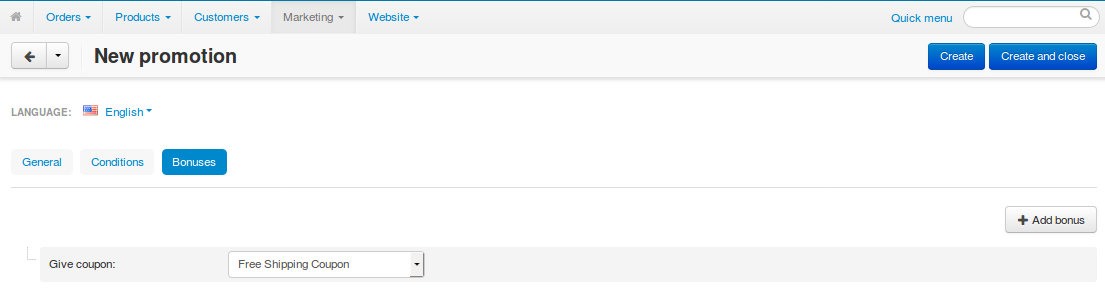 Orders Products Customers Marketing Website Quick menu
New promotion Create Create and close
LANGUAGE: English
General Conditions Bonuses
Add bonus
Give coupon: Free Shipping Coupon